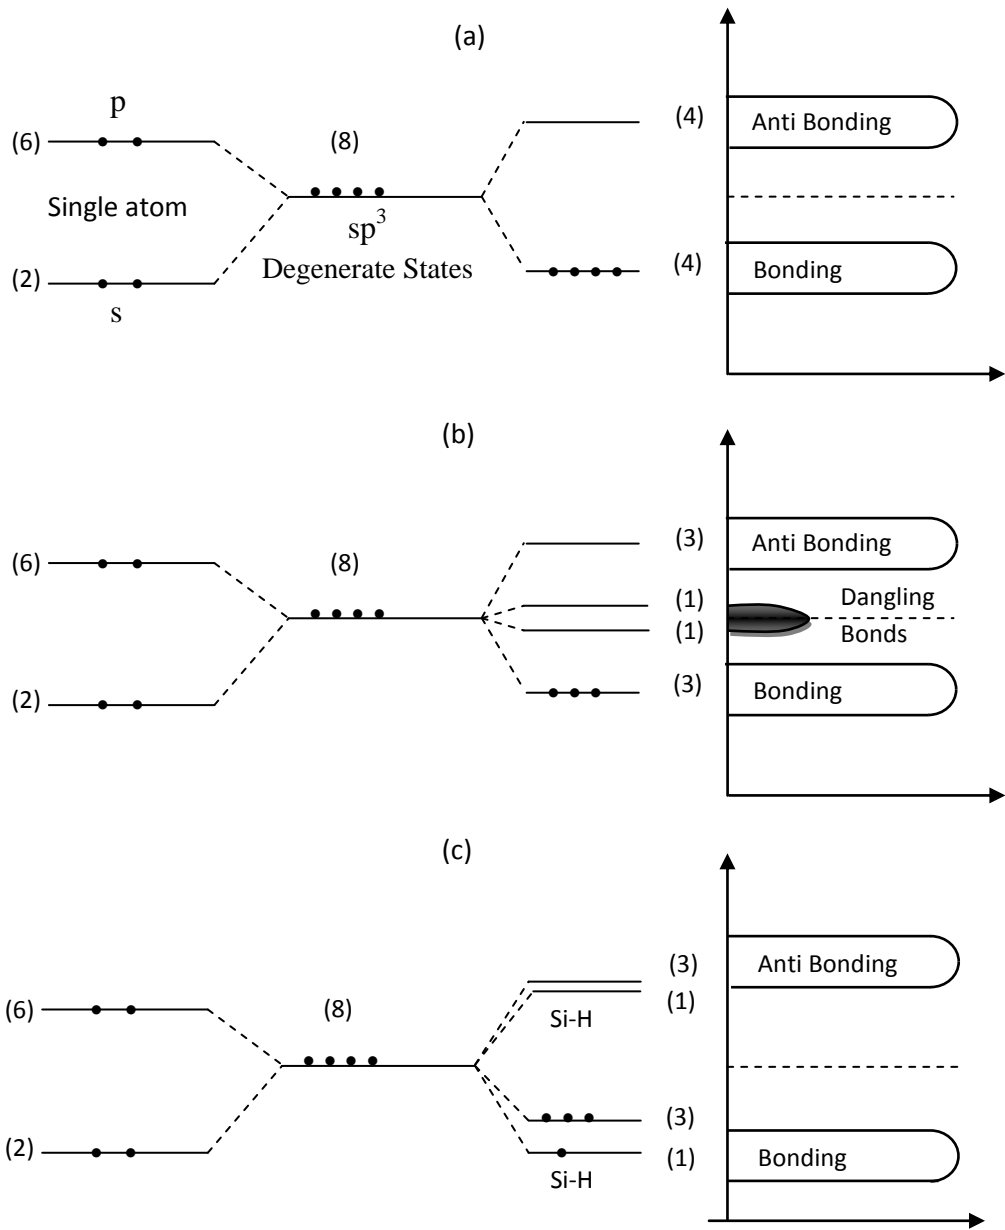 (a)
p
(6)
(8)
(4)
Anti Bonding
Single atom
sp³
Degenerate States
(2)
s
(4)
Bonding
(b)
(6)
(8)
(3)
Anti Bonding
(1)
Dangling
(1)
Bonds
(2)
(3)
Bonding
(c)
(6)
(8)
(3)
Anti Bonding
(1)
Si-H
(3)
(2)
(1)
Bonding
Si-H